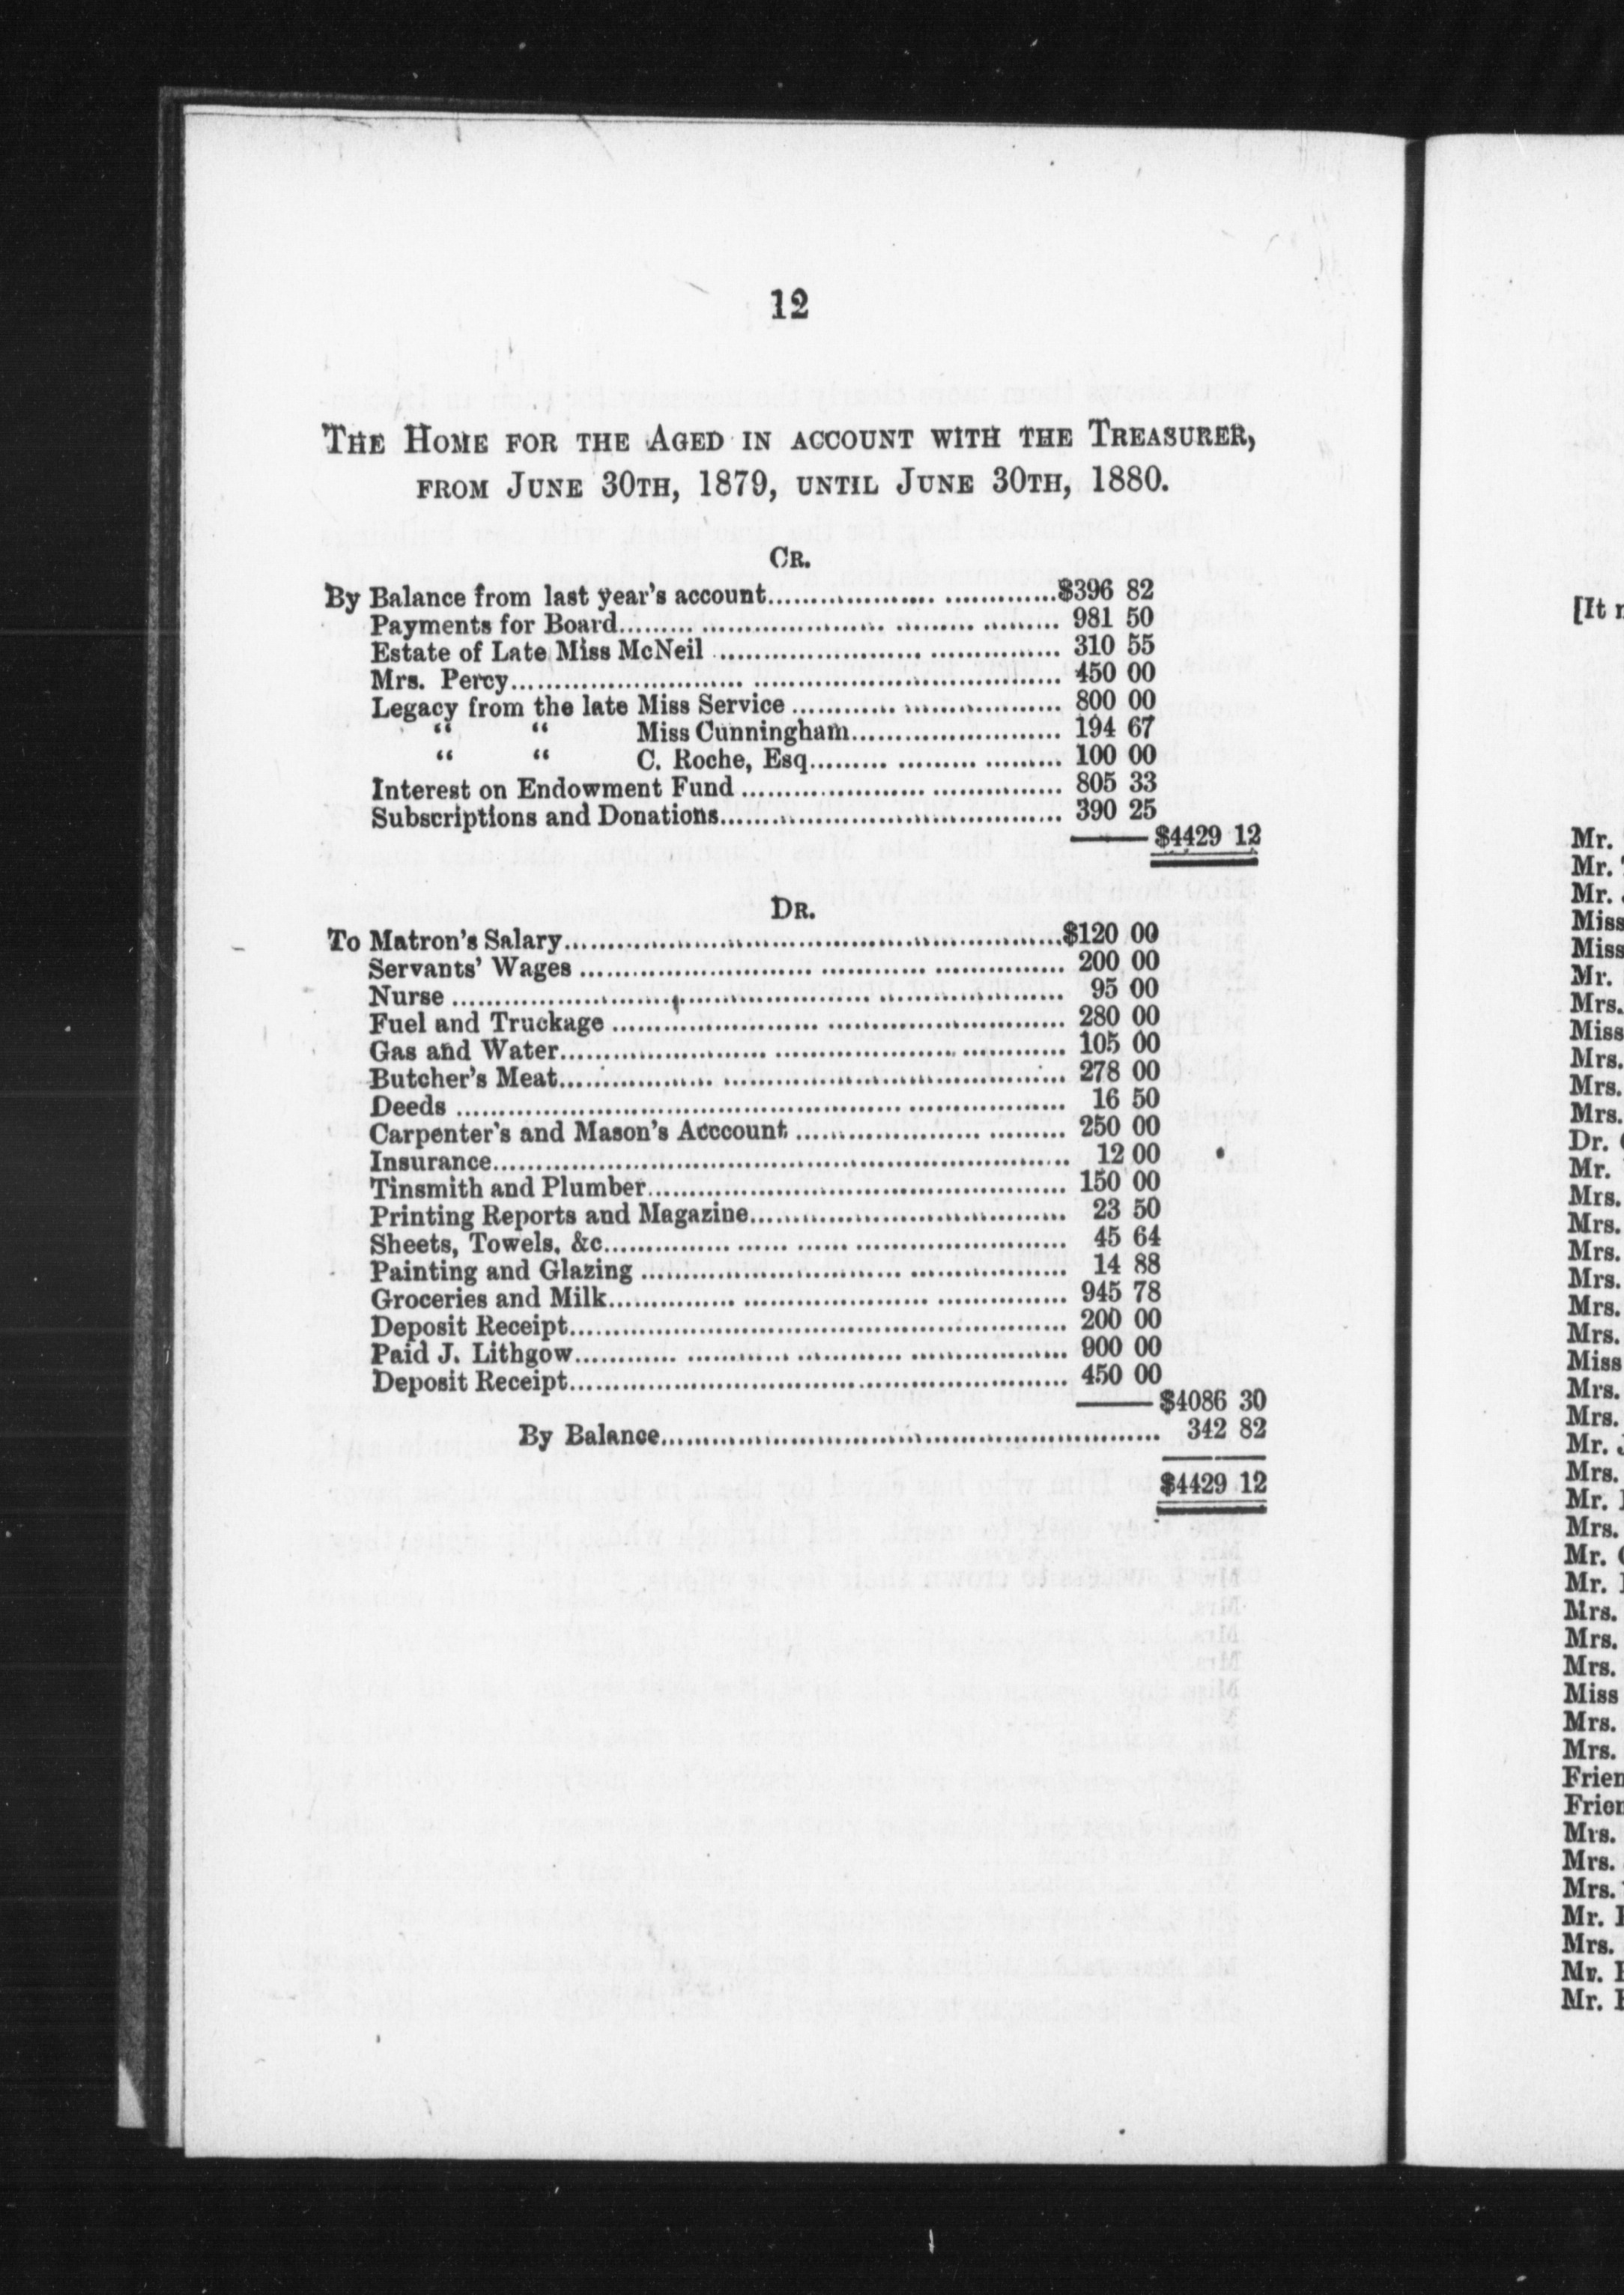 12
THE HOME FOR THE AGED IN ACCOUNT WITH THE TREASURER,
FROM JUNE 30TH, 1879, UNTIL JUNE 30TH, 1880.
CR.
By Balance from last year's account $396 82
Payments for Board 981 50
Estate of Late Miss McNeil 310 55
Mrs. Percy 450 00
Legacy from the late Miss Service 800 00
" " Miss Cunningham 194 67
" " C. Roche, Esq 100 00
Interest on Endowment Fund 805 33
Subscriptions and Donations 390 25
$4429 12
DR.
To Matron's Salary $120 00
Servants' Wages 200 00
Nurse 95 00
Fuel and Truckage 280 00
Gas and Water 105 00
Butcher's Meat 278 00
Deeds 16 50
Carpenter's and Mason's Acccount 250 00
Insurance 12 00
Tinsmith and Plumber 150 00
Printing Reports and Magazine 23 50
Sheets, Towels, &c 45 64
Painting and Glazing 14 88
Groceries and Milk 945 78
Deposit Receipt 200 00
Paid J. Lithgow 900 00
Deposit Receipt 450 00
$4086 30
By Balance 342 82
$4429 12
[It
Mr.
Mr.
Mr.
Miss
Miss
Mr.
Mrs.
Miss
Mrs.
Mrs.
Mrs.
Dr.
Mr.
Mrs.
Mrs.
Mrs.
Mrs.
Mrs.
Mrs.
Miss
Mrs.
Mrs.
Mr.
Mrs.
Mr.
Mrs.
Mr.
Mr.
Mrs.
Mrs.
Mrs.
Miss
Mrs.
Mrs.
Frien
Frien
Mrs.
Mrs.
Mrs.
Mr.
Mrs.
Mr.
Mr.